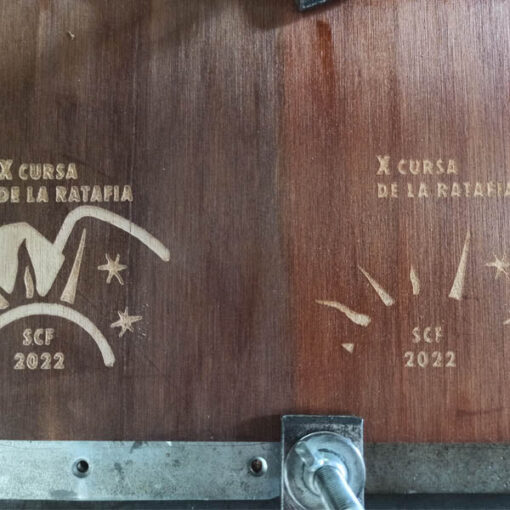 X CURSA
DE LA RATAFIA
SCF
2022
X CURSA
DE LA RATAFIA
SCF
2022